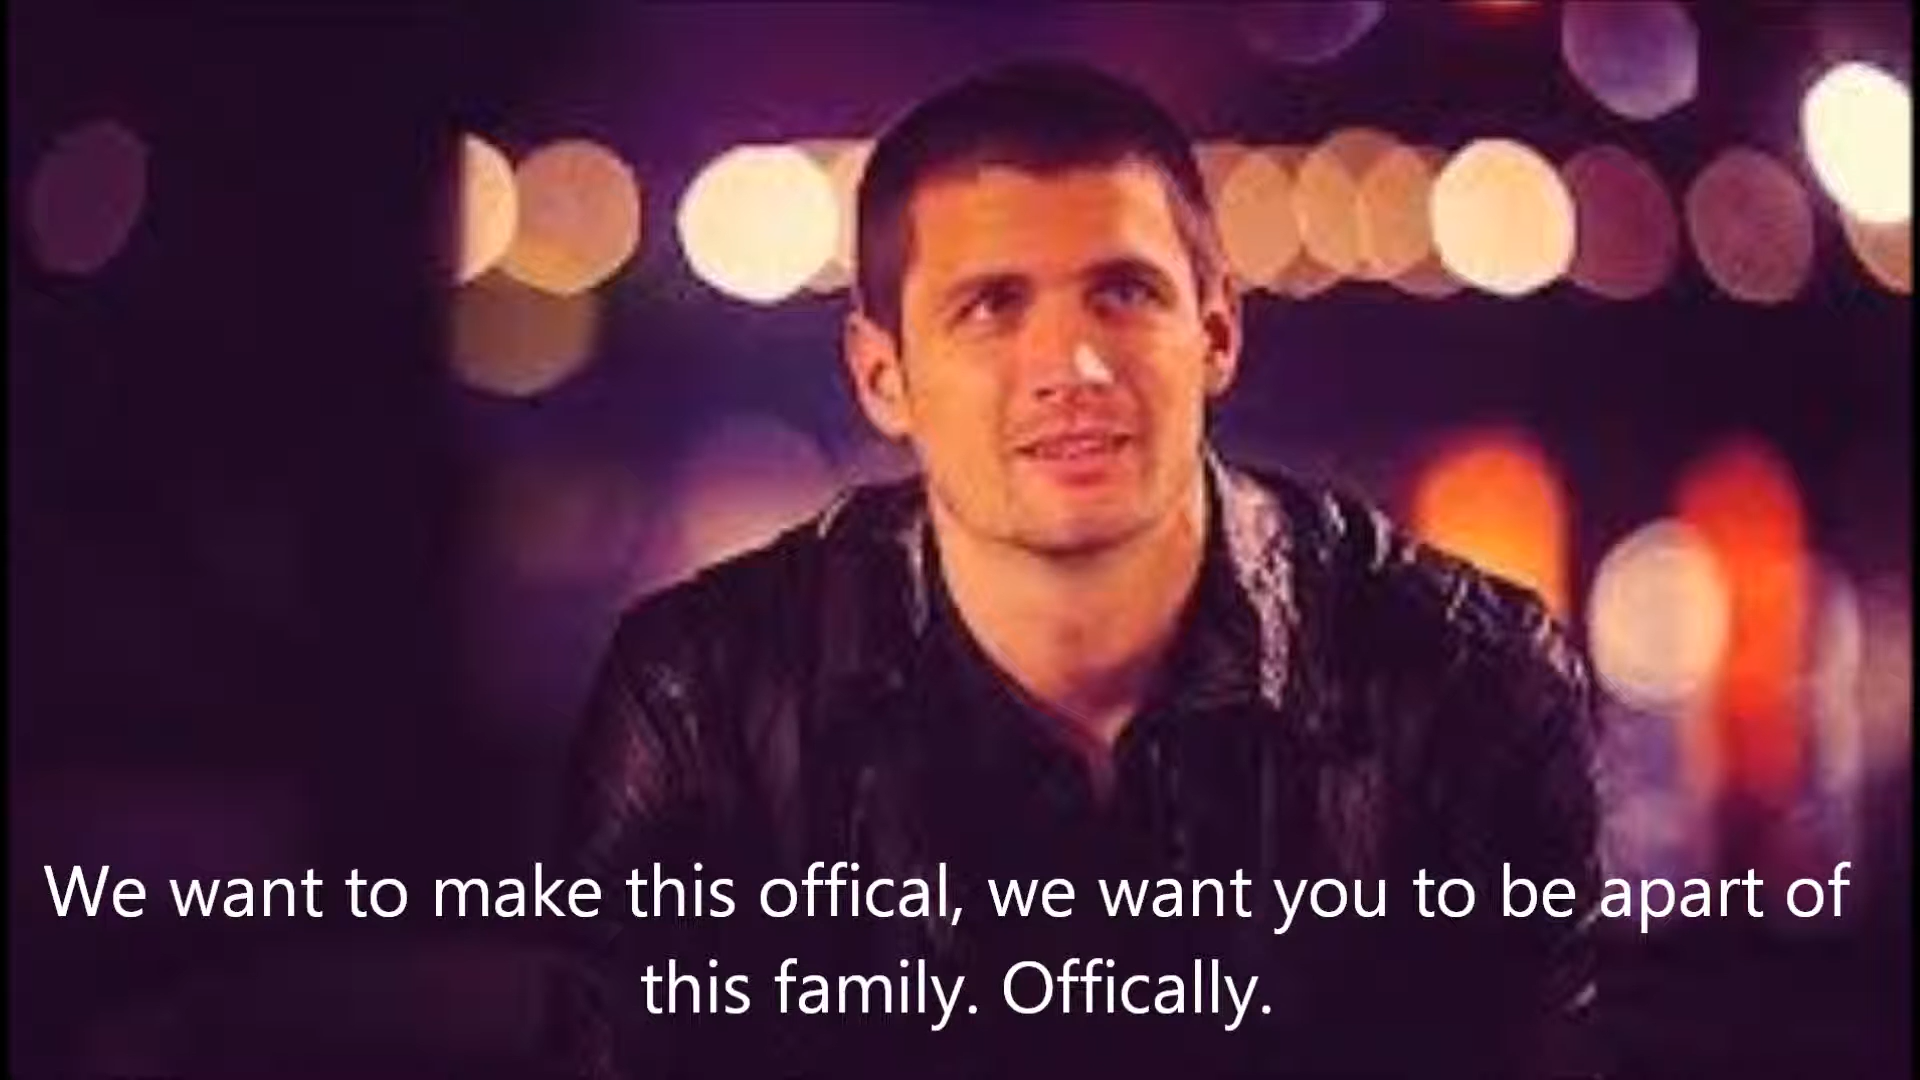 We want to make this offical, we want you to be apart of
this family. Offically.